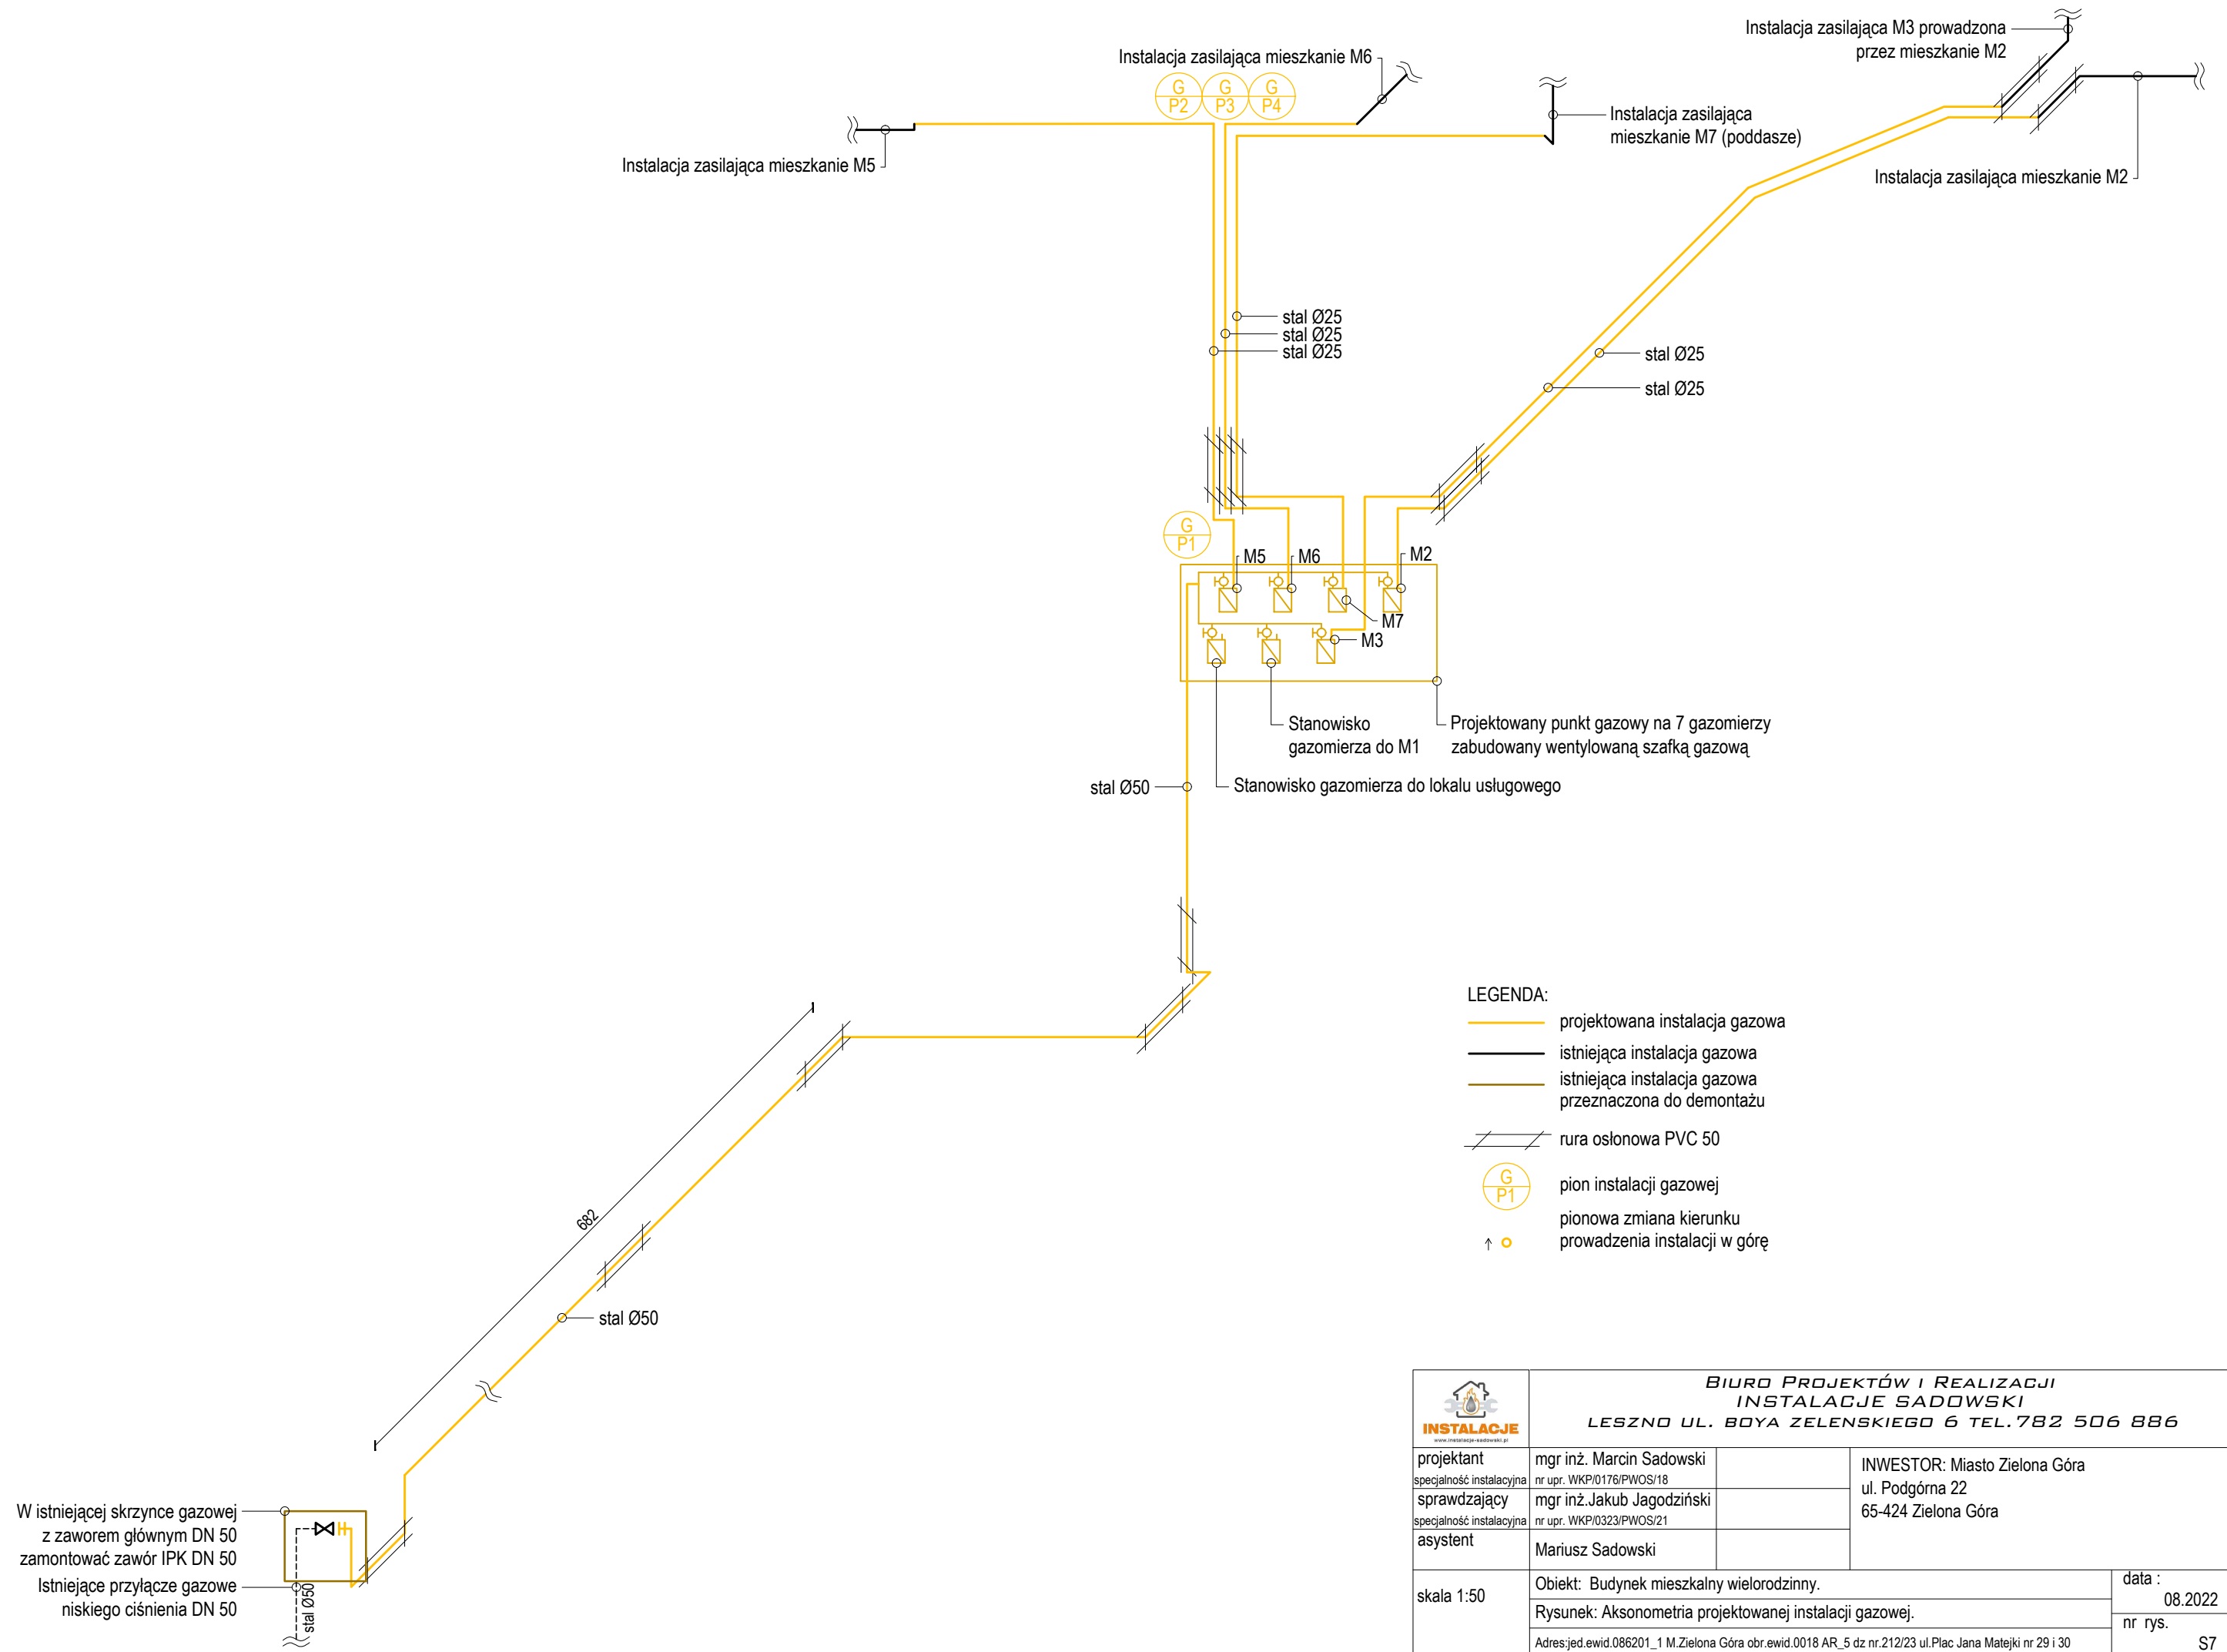 Instalacja zasilająca M3 prowadzona
przez mieszkanie M2
Instalacja zasilająca mieszkanie M6
G
P2
G
P3
G
P4
Instalacja zasilająca
mieszkanie M7 (poddasze)
Instalacja zasilająca mieszkanie M5
Instalacja zasilająca mieszkanie M2
stal Ø25
stal Ø25
stal Ø25
stal Ø25
stal Ø25
G
P1
M5
M6
M2
M7
M3
Stanowisko
gazomierza do M1
Projektowany punkt gazowy na 7 gazomierzy
zabudowany wentylowaną szafką gazową
stal Ø50
Stanowisko gazomierza do lokalu usługowego
682
stal Ø50
W istniejącej skrzynce gazowej
z zaworem głównym DN 50
zamontować zawór IPK DN 50
Istniejące przyłącze gazowe
niskiego ciśnienia DN 50
stal Ø50
LEGENDA:
projektowana instalacja gazowa
istniejąca instalacja gazowa
istniejąca instalacja gazowa
przeznaczona do demontażu
rura osłonowa PVC 50
G
P1
pion instalacji gazowej
pionowa zmiana kierunku
prowadzenia instalacji w górę
INSTALACJE
www.instalacje-sadowski.pl
BIURO PROJEKTÓW I REALIZACJI
INSTALACJE SADOWSKI
LESZNO UL. BOYA ZELENSKIEGO 6 TEL.782 506 886
projektant
specjalność instalacyjna
mgr inż. Marcin Sadowski
nr upr. WKP/0176/PWOS/18
sprawdzający
specjalność instalacyjna
mgr inż.Jakub Jagodziński
nr upr. WKP/0323/PWOS/21
asystent
Mariusz Sadowski
INWESTOR: Miasto Zielona Góra
ul. Podgórna 22
65-424 Zielona Góra
skala 1:50
Obiekt: Budynek mieszkalny wielorodzinny.
Rysunek: Aksonometria projektowanej instalacji gazowej.
Adres:jed.ewid.086201_1 M.Zielona Góra obr.ewid.0018 AR_5 dz nr.212/23 ul.Plac Jana Matejki nr 29 i 30
data :
08.2022
nr rys.
S7